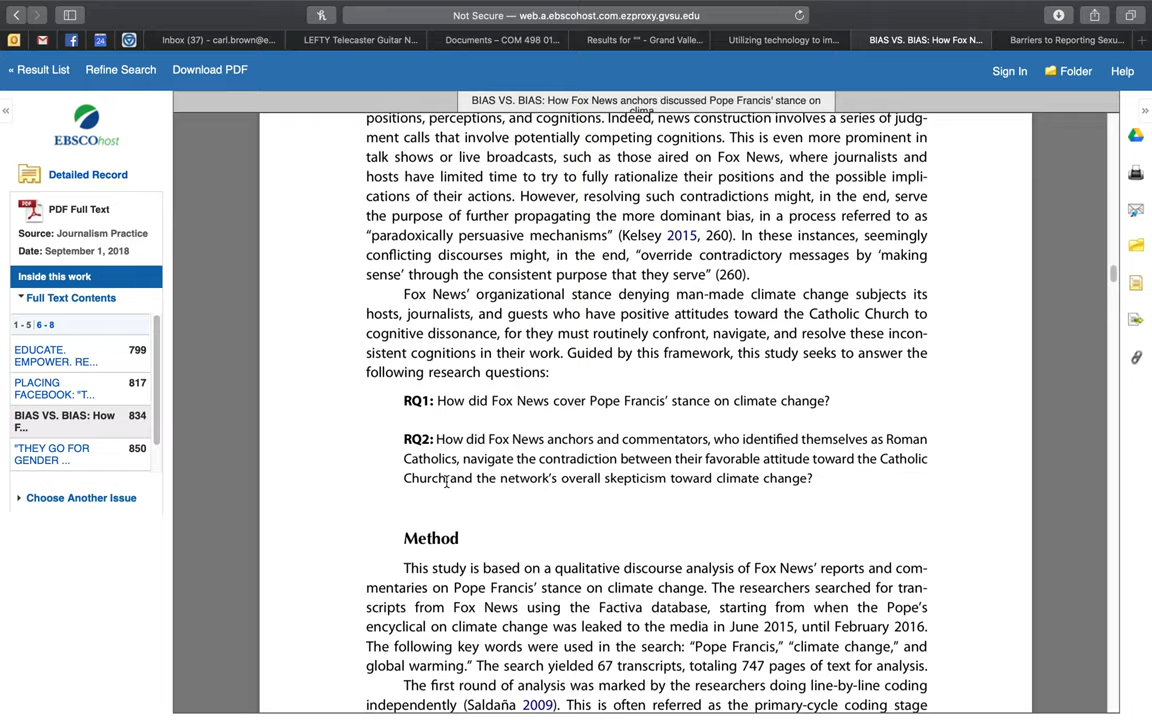 Not Secure — web.a.ebscohost.com.ezproxy.gvsu.edu
24
Inbox (37) - carl.brown@e...
LEFTY Telecaster Guitar N...
Documents – COM 498 01...
Results for "" - Grand Valle...
Utilizing technology to im...
BIAS VS. BIAS: How Fox N...
Barriers to Reporting Sexu...
« Result List Refine Search Download PDF
Sign In Folder Help
BIAS VS. BIAS: How Fox News anchors discussed Pope Francis' stance on
clima
EBSCOhost
Detailed Record
PDF PDF Full Text
Source: Journalism Practice
Date: September 1, 2018
Inside this work
Full Text Contents
1 - 5 | 6 - 8
EDUCATE. 799
EMPOWER. RE...
PLACING 817
FACEBOOK: "T...
BIAS VS. BIAS: How 834
F...
"THEY GO FOR 850
GENDER ...
Choose Another Issue
positions, perceptions, and cognitions. Indeed, news construction involves a series of judg-
ment calls that involve potentially competing cognitions. This is even more prominent in
talk shows or live broadcasts, such as those aired on Fox News, where journalists and
hosts have limited time to try to fully rationalize their positions and the possible impli-
cations of their actions. However, resolving such contradictions might, in the end, serve
the purpose of further propagating the more dominant bias, in a process referred to as
“paradoxically persuasive mechanisms” (Kelsey 2015, 260). In these instances, seemingly
conflicting discourses might, in the end, “override contradictory messages by ‘making
sense’ through the consistent purpose that they serve” (260).
Fox News’ organizational stance denying man-made climate change subjects its
hosts, journalists, and guests who have positive attitudes toward the Catholic Church to
cognitive dissonance, for they must routinely confront, navigate, and resolve these incon-
sistent cognitions in their work. Guided by this framework, this study seeks to answer the
following research questions:
RQ1: How did Fox News cover Pope Francis’ stance on climate change?
RQ2: How did Fox News anchors and commentators, who identified themselves as Roman
Catholics, navigate the contradiction between their favorable attitude toward the Catholic
Church and the network’s overall skepticism toward climate change?
Method
This study is based on a qualitative discourse analysis of Fox News’ reports and com-
mentaries on Pope Francis’ stance on climate change. The researchers searched for tran-
scripts from Fox News using the Factiva database, starting from when the Pope’s
encyclical on climate change was leaked to the media in June 2015, until February 2016.
The following key words were used in the search: “Pope Francis,” “climate change,” and
global warming.” The search yielded 67 transcripts, totaling 747 pages of text for analysis.
The first round of analysis was marked by the researchers doing line-by-line coding
independently (Saldaña 2009). This is often referred as the primary-cycle coding stage